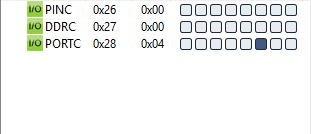 I/O PINC 0x26 0x00
I/O DDRC 0x27 0x00
I/O PORTC 0x28 0x04